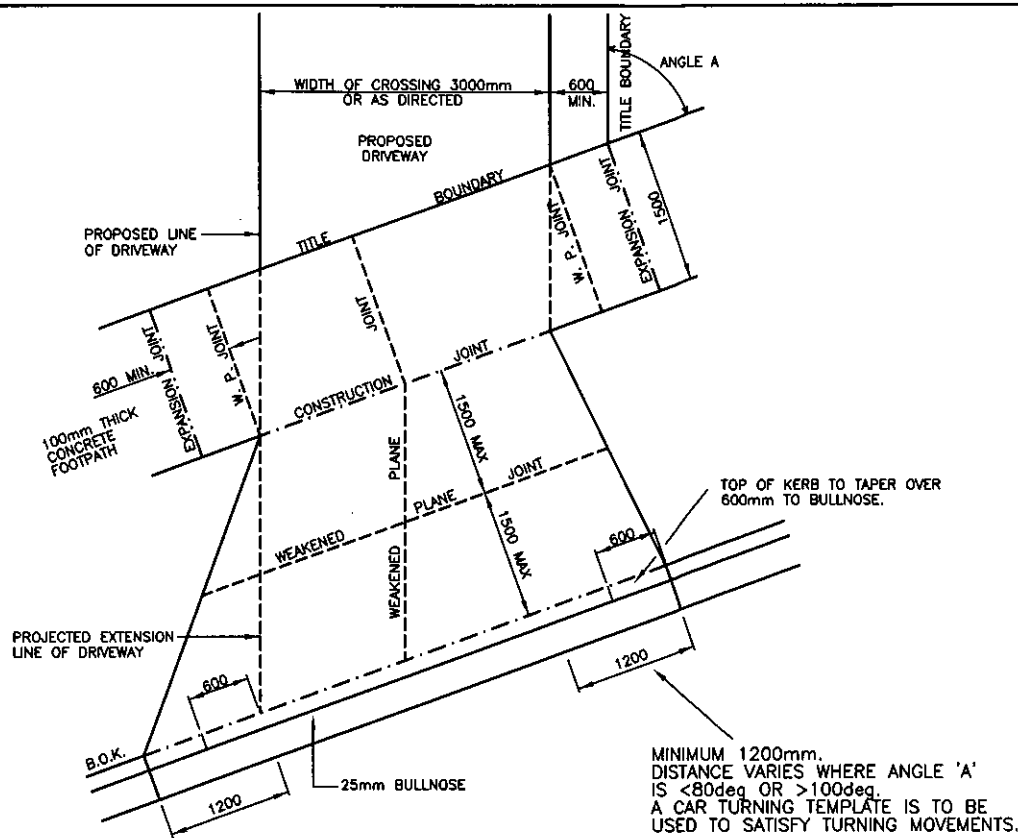 TITLE BOUNDARY
ANGLE A
WIDTH OF CROSSING 3000mm
OR AS DIRECTED
600
MIN.
PROPOSED
DRIVEWAY
TITLE BOUNDARY
PROPOSED LINE
OF DRIVEWAY
JOINT
W. P. JOINT
EXPANSION JOINT
1500
600 MIN.
EXPANSION JOINT
W. P. JOINT
100mm THICK
CONCRETE
FOOTPATH
CONSTRUCTION JOINT
1500 MAX
WEAKENED PLANE
WEAKENED PLANE JOINT
1500 MAX
TOP OF KERB TO TAPER OVER
600mm TO BULLNOSE.
600
PROJECTED EXTENSION
LINE OF DRIVEWAY
600
1200
B.O.K.
25mm BULLNOSE
1200
MINIMUM 1200mm.
DISTANCE VARIES WHERE ANGLE 'A'
IS <80deg OR >100deg.
A CAR TURNING TEMPLATE IS TO BE
USED TO SATISFY TURNING MOVEMENTS.